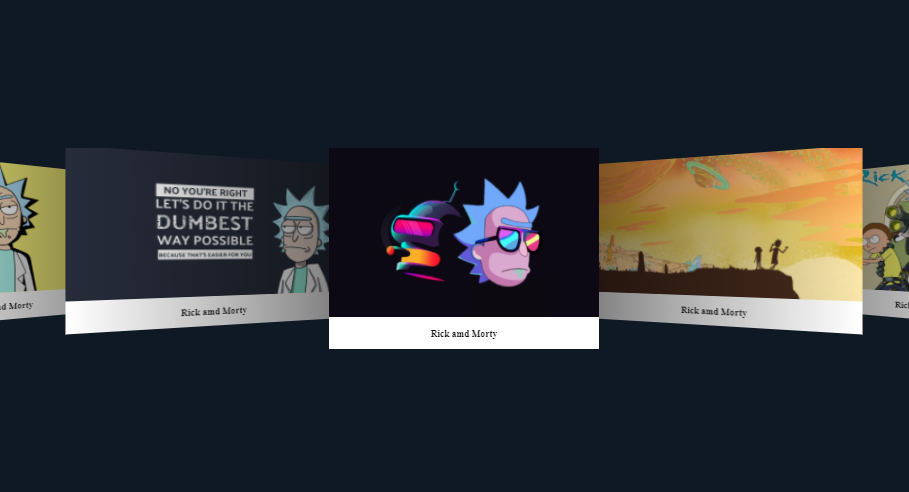 NO YOU'RE RIGHT
LET'S DO IT THE
DUMBEST
WAY POSSIBLE
BECAUSE THAT'S EASIER FOR YOU
Rick
d Morty
Rick amd Morty
Rick amd Morty
Rick amd Morty
Rick